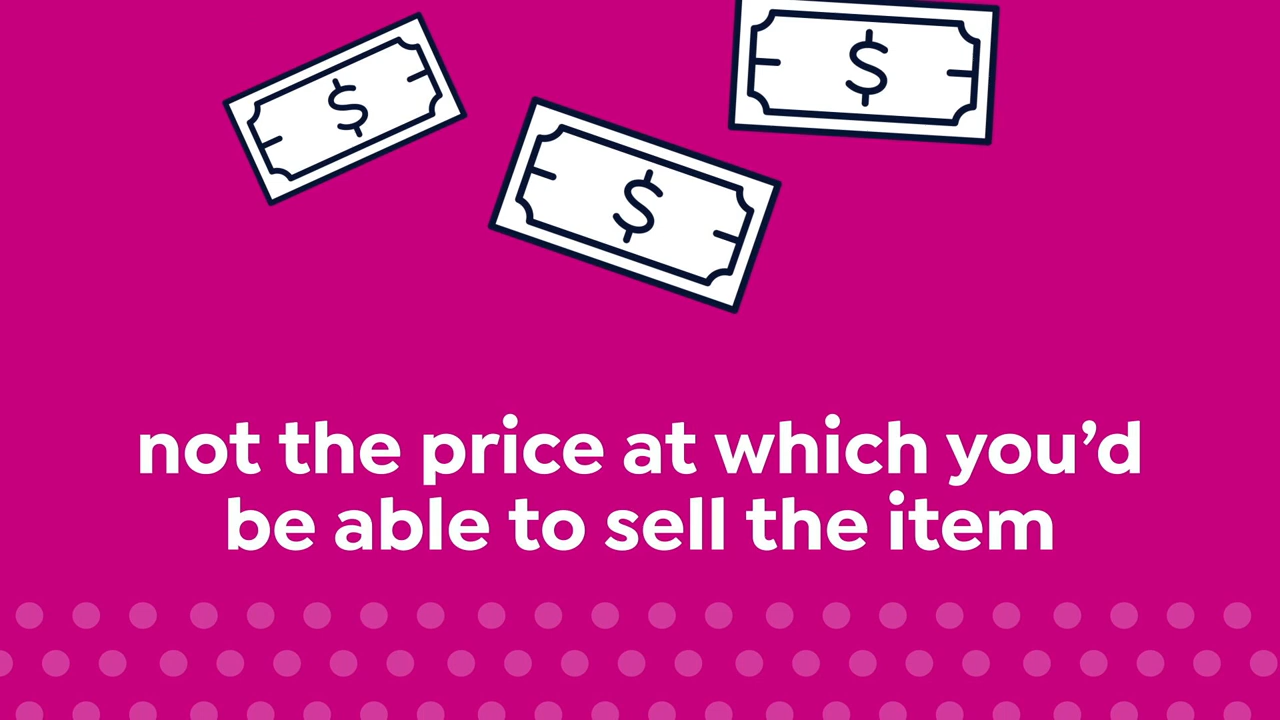 $
$
$
not the price at which you’d
be able to sell the item